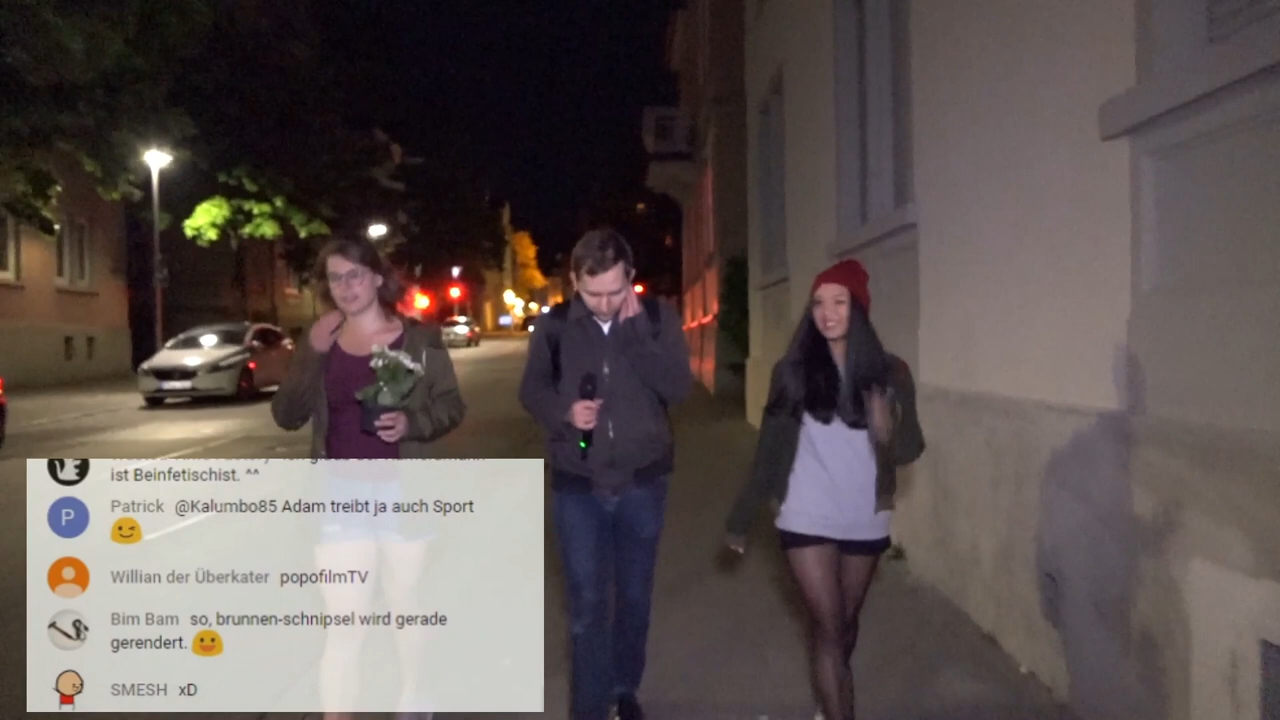 ist Beinfetischist. ^^
Patrick @Kalumbo85 Adam treibt ja auch Sport
😉
P
Willian der Überkater popofilmTV
Bim Bam so, brunnen-schnipsel wird gerade
gerendert. 😃
SMESH xD